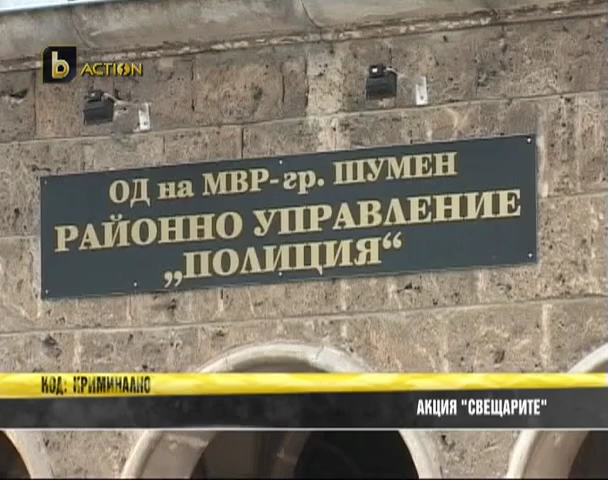 b ACTION
ОД на МВР-гр. ШУМЕН
РАЙОННО УПРАВЛЕНИЕ
„ПОЛИЦИЯ“
КОД: КРИМИНАЛНО
АКЦИЯ "СВЕЩАРИТЕ"